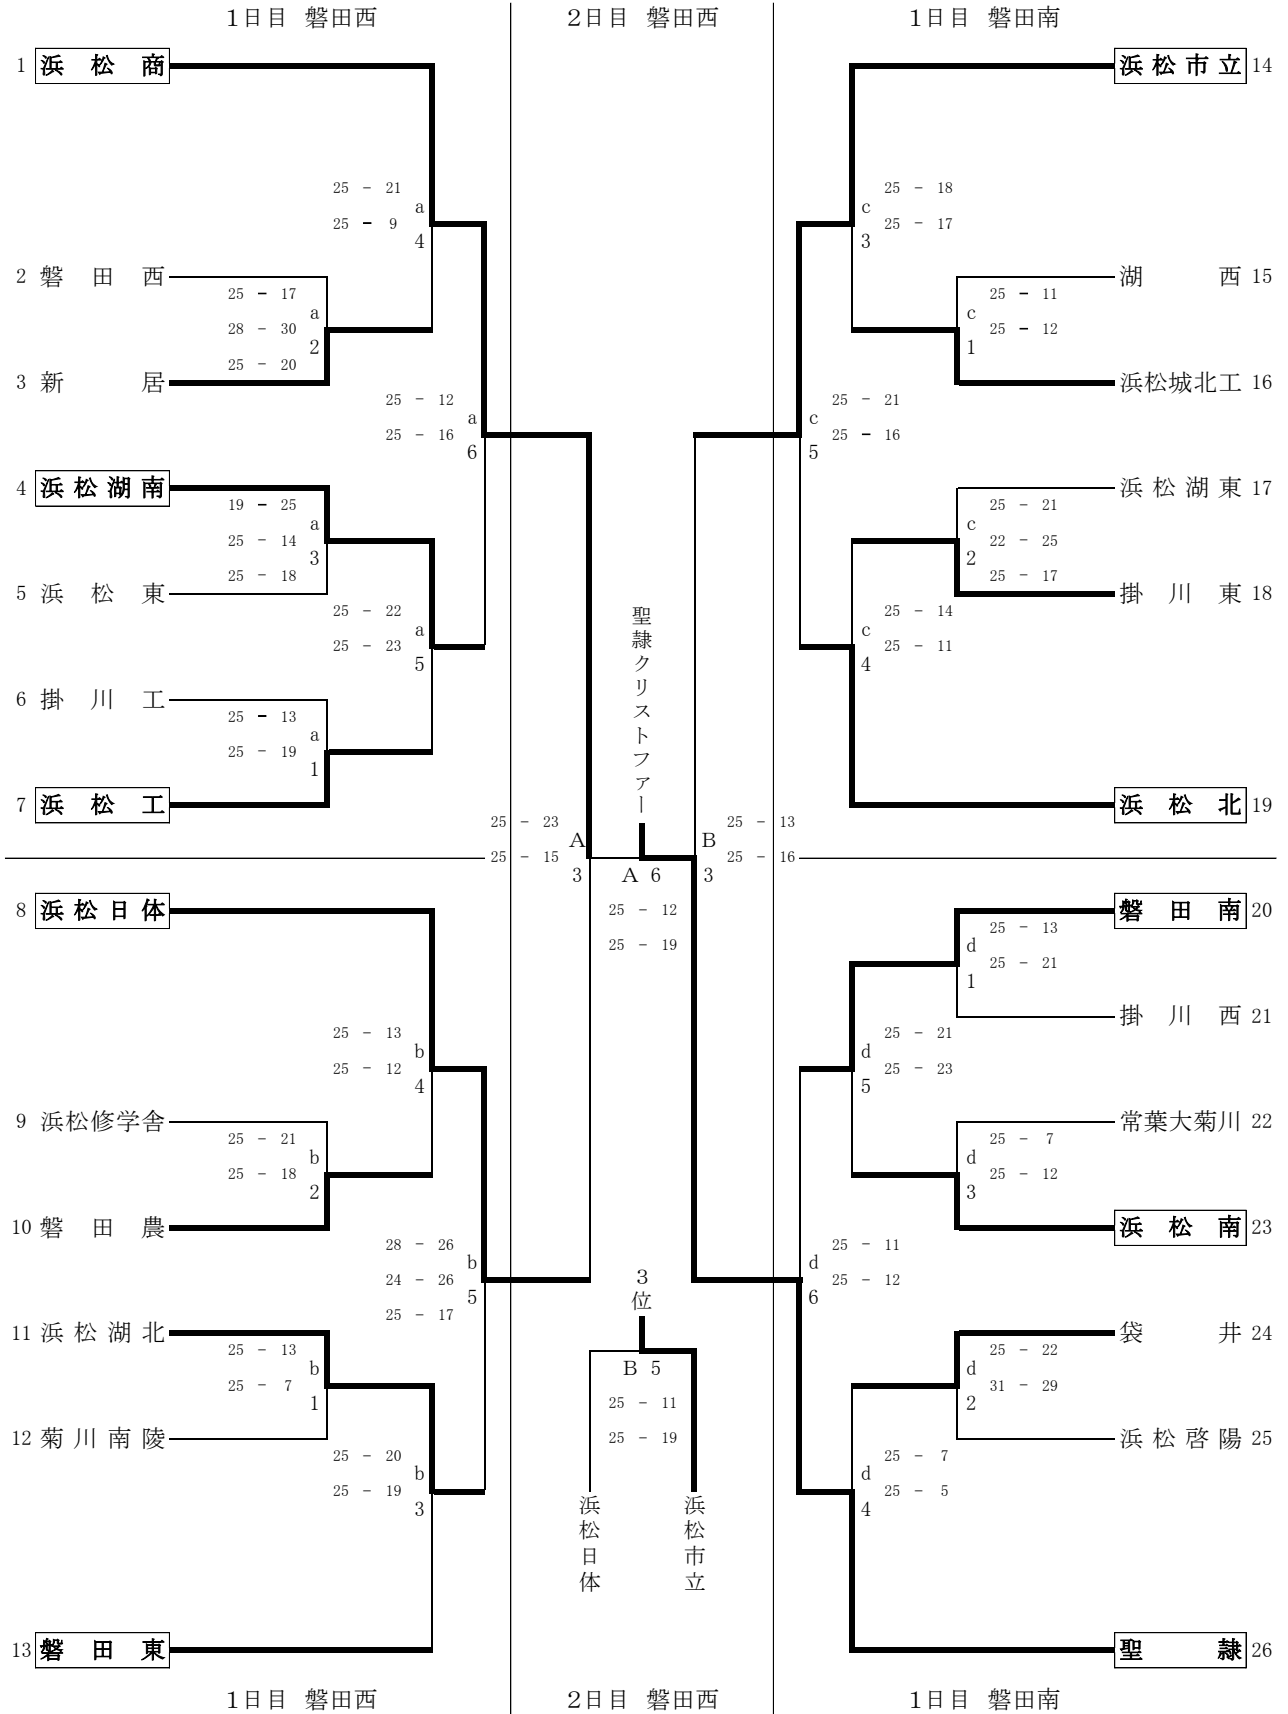 1日目 磐田西
2日目 磐田西
1日目 磐田南
1 浜松商
25 － 21
25 － 9
a
4
2 磐田西
25 － 17
28 － 30
25 － 20
a
2
3 新居
25 － 12
25 － 16
a
6
4 浜松湖南
19 － 25
25 － 14
25 － 18
a
3
5 浜松東
25 － 22
25 － 23
a
5
6 掛川工
25 － 13
25 － 19
a
1
7 浜松工
8 浜松日体
25 － 13
25 － 12
b
4
9 浜松修学舎
25 － 21
25 － 18
b
2
10 磐田農
28 － 26
24 － 26
25 － 17
b
5
11 浜松湖北
25 － 13
25 － 7
b
1
12 菊川南陵
25 － 20
25 － 19
b
3
13 磐田東
聖隷クリストファー
25 － 23
25 － 15
A
3
A 6
25 － 12
25 － 19
B
3
25 － 13
25 － 16
3位
B 5
25 － 11
25 － 19
浜松日体
浜松市立
浜松市立 14
c
3
25 － 18
25 － 17
湖西 15
c
1
25 － 11
25 － 12
浜松城北工 16
c
5
25 － 21
25 － 16
浜松湖東 17
c
2
25 － 21
22 － 25
25 － 17
掛川東 18
c
4
25 － 14
25 － 11
浜松北 19
磐田南 20
d
1
25 － 13
25 － 21
掛川西 21
d
5
25 － 21
25 － 23
常葉大菊川 22
d
3
25 － 7
25 － 12
浜松南 23
d
6
25 － 11
25 － 12
袋井 24
d
2
25 － 22
31 － 29
浜松啓陽 25
d
4
25 － 7
25 － 5
聖隷 26
1日目 磐田西
2日目 磐田西
1日目 磐田南